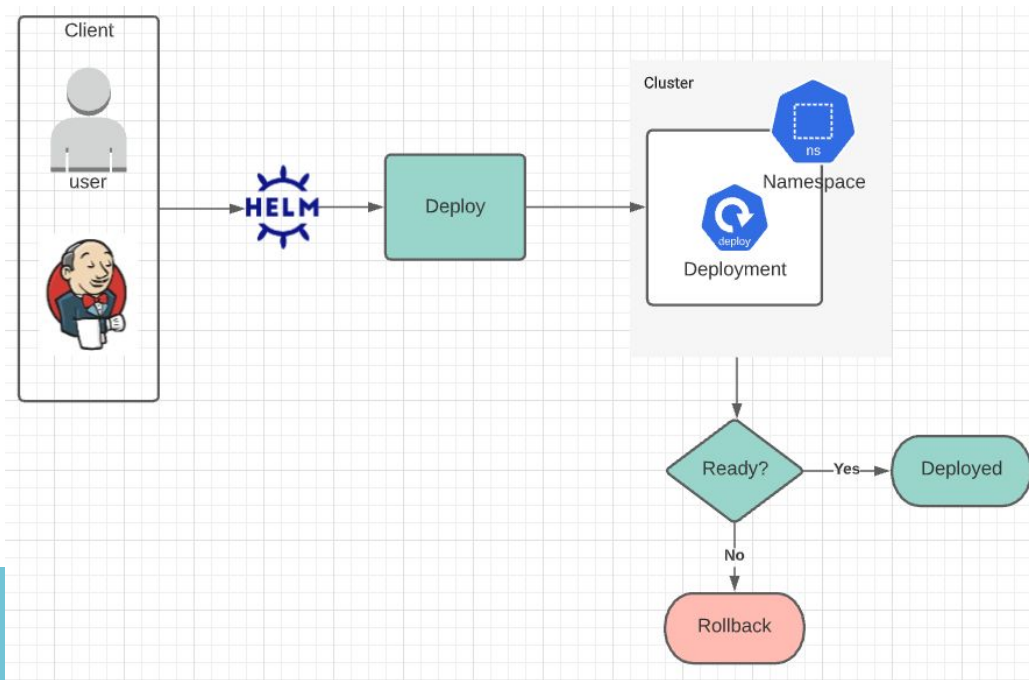 Client
user
HELM
Deploy
Cluster
ns
Namespace
deploy
Deployment
Ready?
Yes
Deployed
No
Rollback